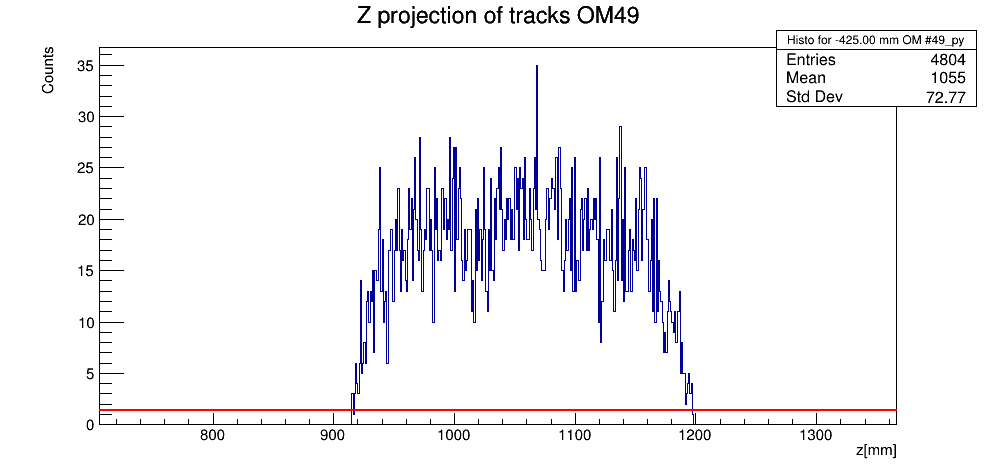 Z projection of tracks OM49
Histo for -425.00 mm OM #49_py
Entries 4804
Mean 1055
Std Dev 72.77
Counts
35
30
25
20
15
10
5
0
800 900 1000 1100 1200 1300
z[mm]